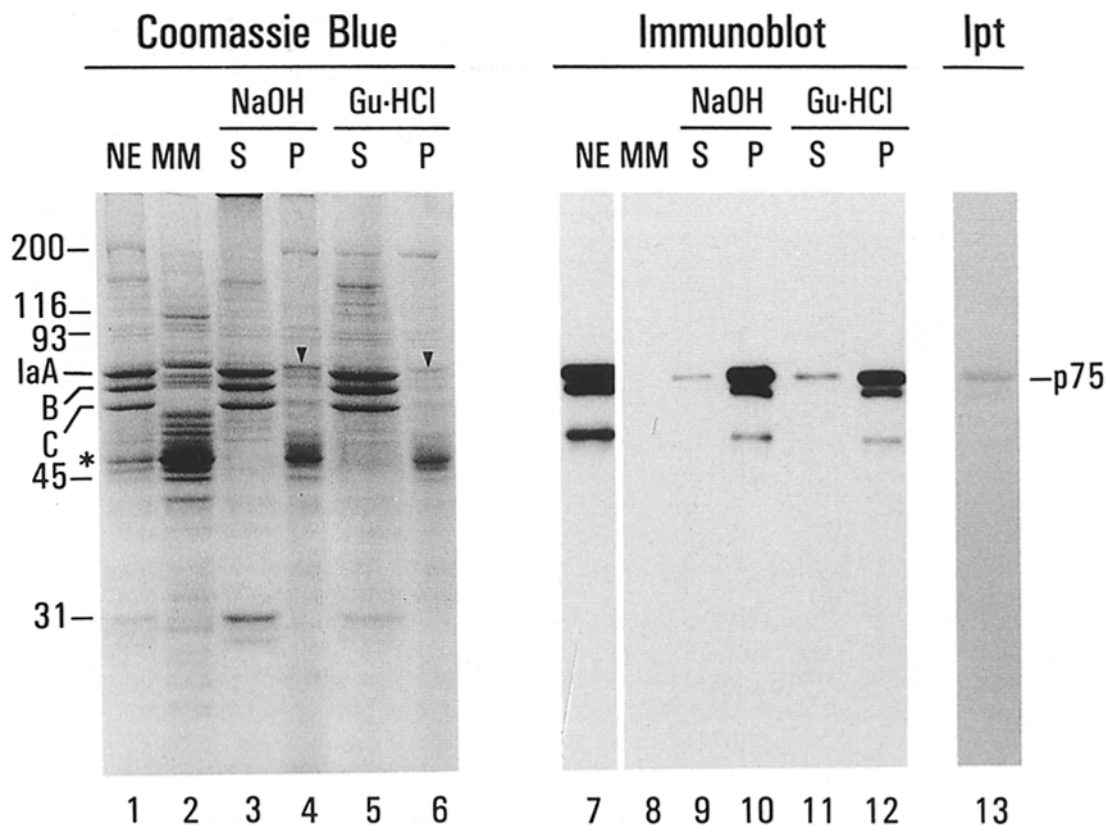 Coomassie Blue Immunoblot Ipt
NaOH Gu·HCl NaOH Gu·HCl
NE MM S P S P NE MM S P S P
200
116
93
laA
p75
B
C
*
45
31
1 2 3 4 5 6 7 8 9 10 11 12 13